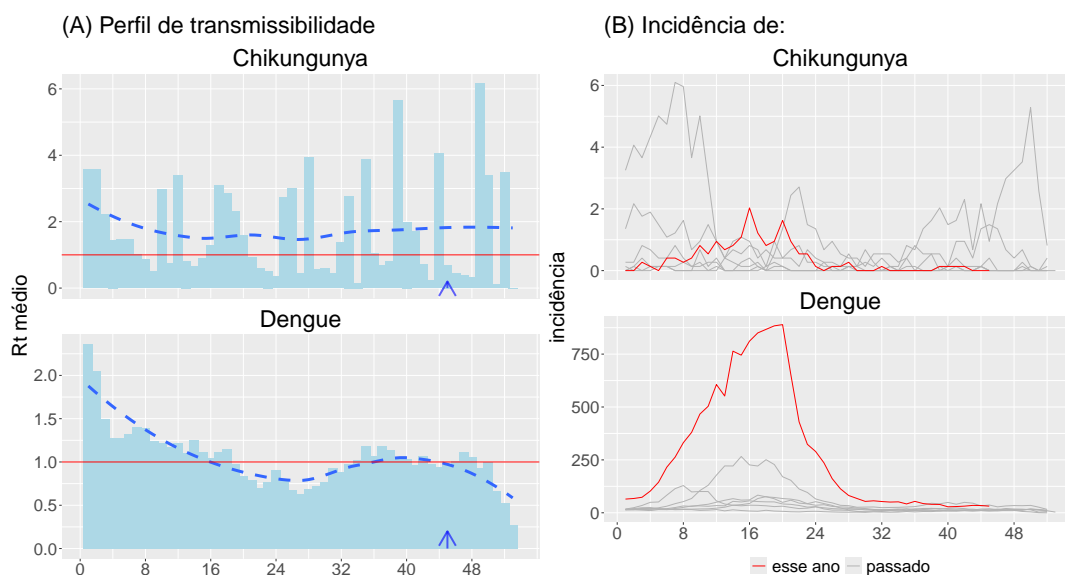 (A) Perfil de transmissibilidade
Chikungunya
6
4
2
0
Dengue
2.0
1.5
1.0
0.5
0.0
0 8 16 24 32 40 48
Rt médio
(B) Incidência de:
Chikungunya
6
4
2
0
Dengue
750
500
250
0
0 8 16 24 32 40 48
incidência
esse ano passado